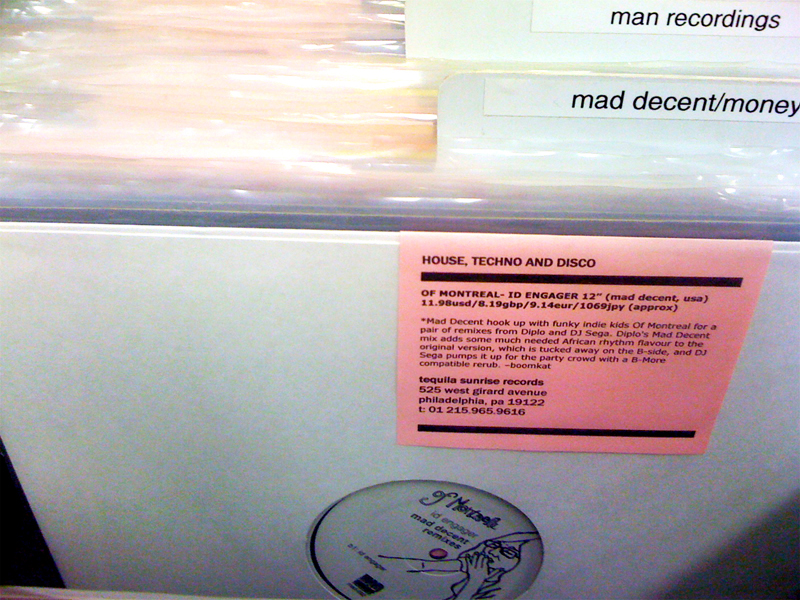 man recordings
mad decent/money
HOUSE, TECHNO AND DISCO
OF MONTREAL- ID ENGAGER 12" (mad decent, usa)
11.98usd/8.19gbp/9.14eur/1069jpy (approx)
*Mad Decent hook up with funky indie kids Of Montreal for a
pair of remixes from Diplo and DJ Sega. Diplo's Mad Decent
mix adds some much needed African rhythm flavour to the
original version, which is tucked away on the B-side, and DJ
Sega pumps it up for the party crowd with a B-More
compatible rerub. –boomkat
tequila sunrise records
525 west girard avenue
philadelphia, pa 19122
t: 01 215.965.9616
of Montreal
id engager
mad decent
remixes
b1: id engager